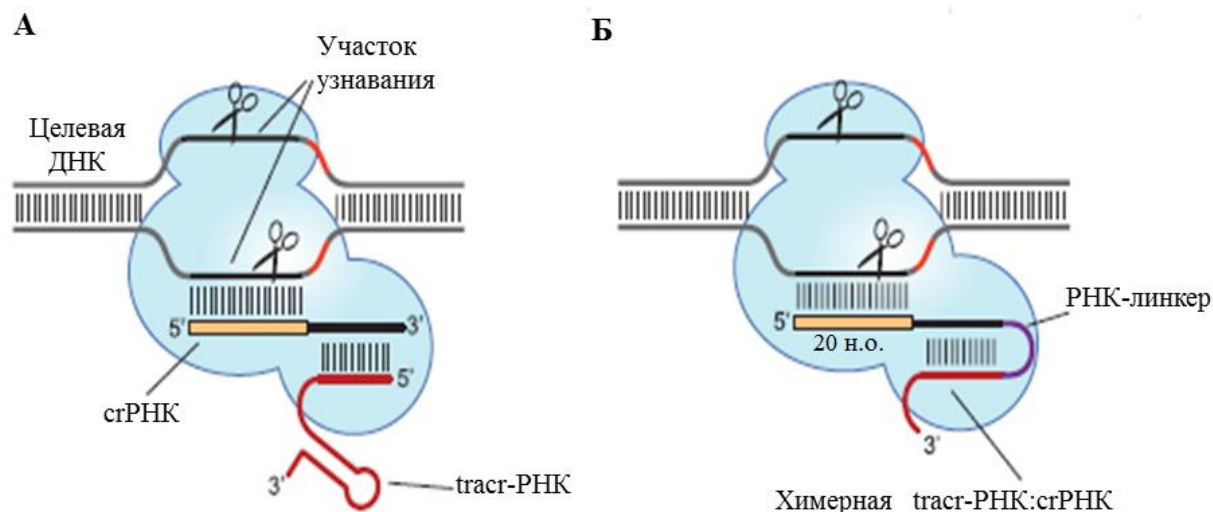 А
Участок
узнавания
Целевая
ДНК
5'
3'
5'
crРНК
3'
tracr-РНК
Б
РНК-линкер
5'
20 н.о.
3'
Химерная tracr-РНК:crРНК